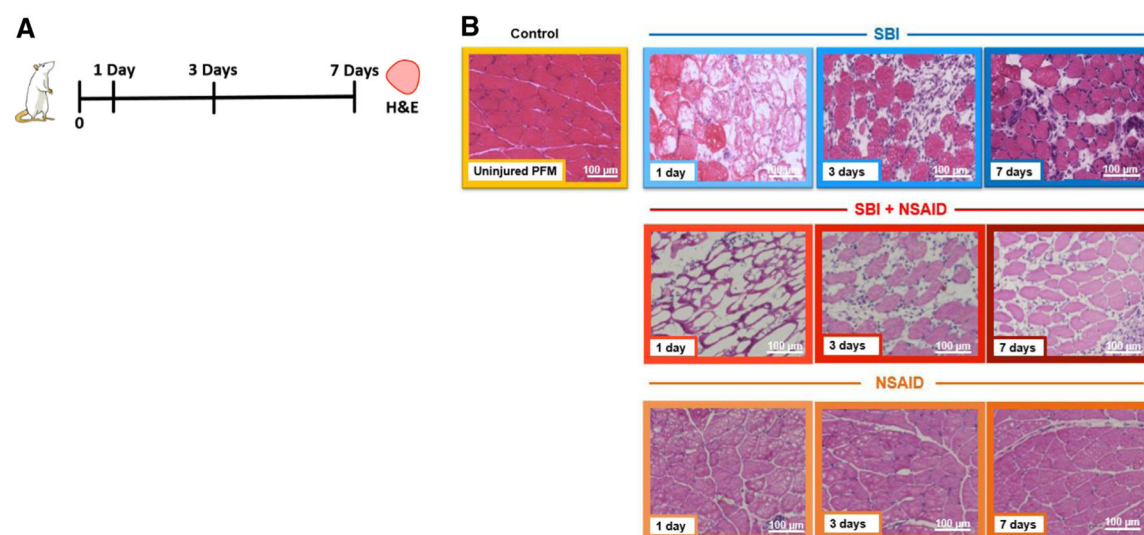 A
1 Day
3 Days
7 Days
0
H&E
B
Control
Uninjured PFM
100 µm
SBI
1 day
100 µm
3 days
100 µm
7 days
100 µm
SBI + NSAID
1 day
100 µm
3 days
100 µm
7 days
100 µm
NSAID
1 day
100 µm
3 days
100 µm
7 days
100 µm